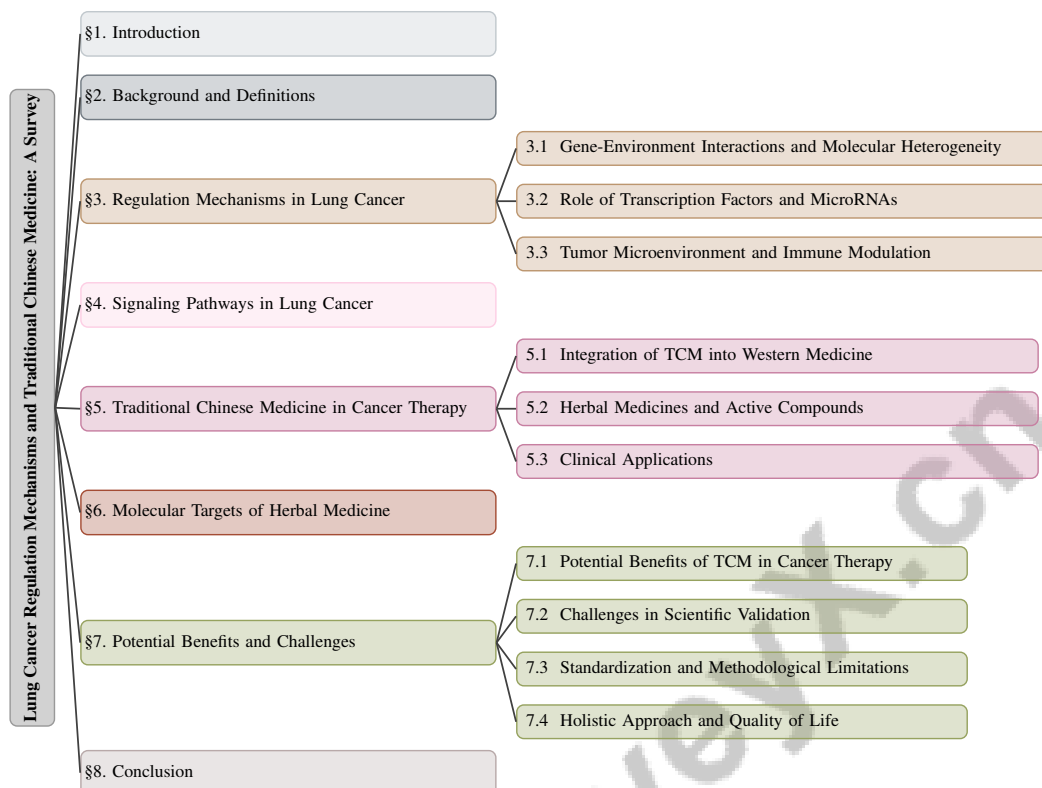 Lung Cancer Regulation Mechanisms and Traditional Chinese Medicine: A Survey
§1. Introduction
§2. Background and Definitions
§3. Regulation Mechanisms in Lung Cancer
3.1 Gene-Environment Interactions and Molecular Heterogeneity
3.2 Role of Transcription Factors and MicroRNAs
3.3 Tumor Microenvironment and Immune Modulation
§4. Signaling Pathways in Lung Cancer
§5. Traditional Chinese Medicine in Cancer Therapy
5.1 Integration of TCM into Western Medicine
5.2 Herbal Medicines and Active Compounds
5.3 Clinical Applications
§6. Molecular Targets of Herbal Medicine
§7. Potential Benefits and Challenges
7.1 Potential Benefits of TCM in Cancer Therapy
7.2 Challenges in Scientific Validation
7.3 Standardization and Methodological Limitations
7.4 Holistic Approach and Quality of Life
§8. Conclusion
veyX.cn